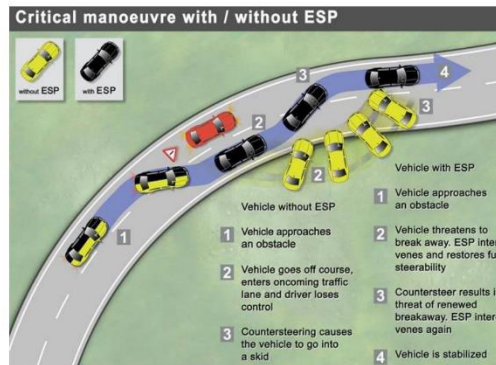 Critical manoeuvre with / without ESP
without ESP
with ESP
3
4
2
3
1
2
Vehicle without ESP
1 Vehicle approaches
an obstacle
2 Vehicle goes off course,
enters oncoming traffic
lane and driver loses
control
3 Countersteering causes
the vehicle to go into
a skid
Vehicle with ESP
1 Vehicle approaches
an obstacle
2 Vehicle threatens to
break away. ESP inter
venes and restores fu
steerability
3 Countersteer results i
threat of renewed
breakaway. ESP inter
venes again
4 Vehicle is stabilized